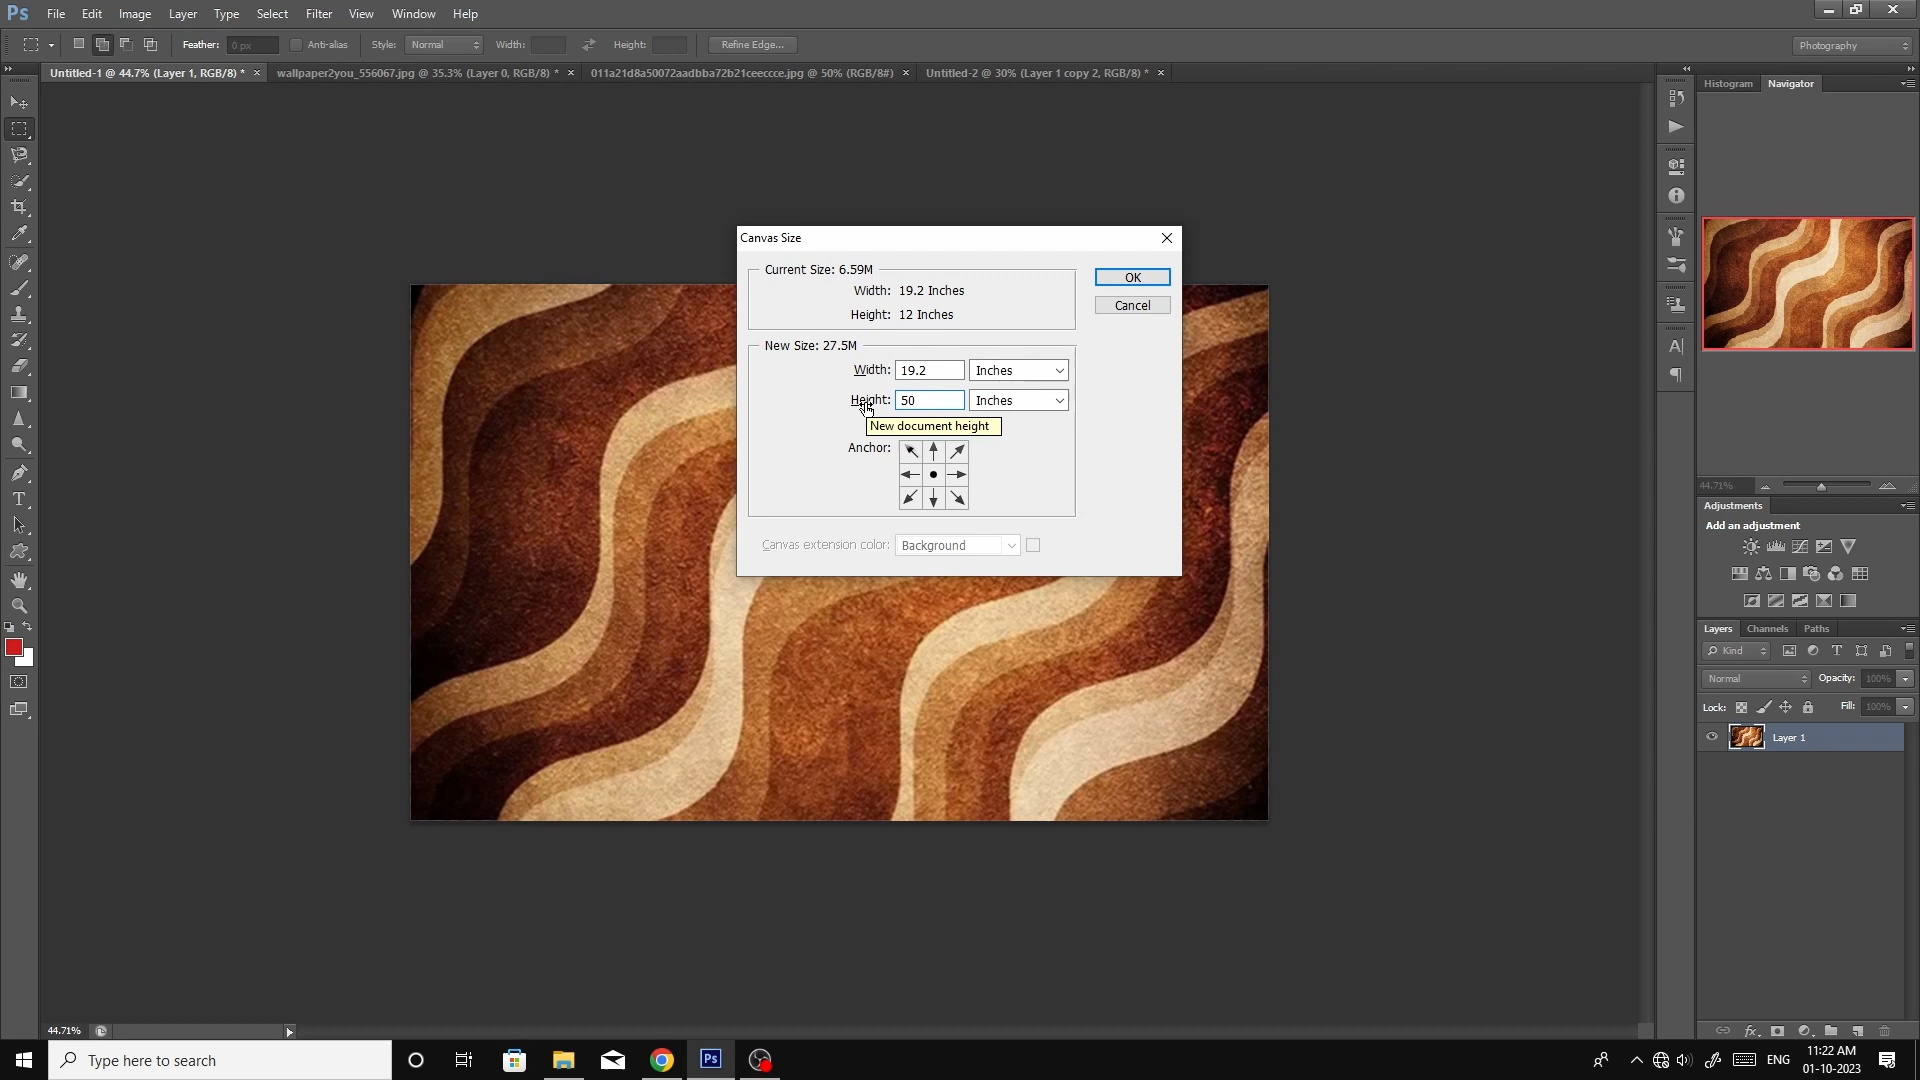 Ps File Edit Image Layer Type Select Filter View Window Help
Feather: 0 px Anti-alias Style: Normal Width: Height: Refine Edge... Photography
Untitled-1 @ 44.7% (Layer 1, RGB/8) * × wallpaper2you_556067.jpg @ 35.3% (Layer 0, RGB/8) * × 011a21d8a50072aadbba72b21ceeccce.jpg @ 50% (RGB/8#) × Untitled-2 @ 30% (Layer 1 copy 2, RGB/8) * ×
Histogram Navigator
Canvas Size
Current Size: 6.59M
Width: 19.2 Inches
Height: 12 Inches
OK
Cancel
New Size: 27.5M
Width: 19.2 Inches
Height: 50 Inches
New document height
Anchor:
Canvas extension color: Background
44.71%
Adjustments
Add an adjustment
Layers Channels Paths
Kind
Normal Opacity: 100%
Lock: Fill: 100%
Layer 1
44.71%
Type here to search
Ps
ENG
11:22 AM
01-10-2023